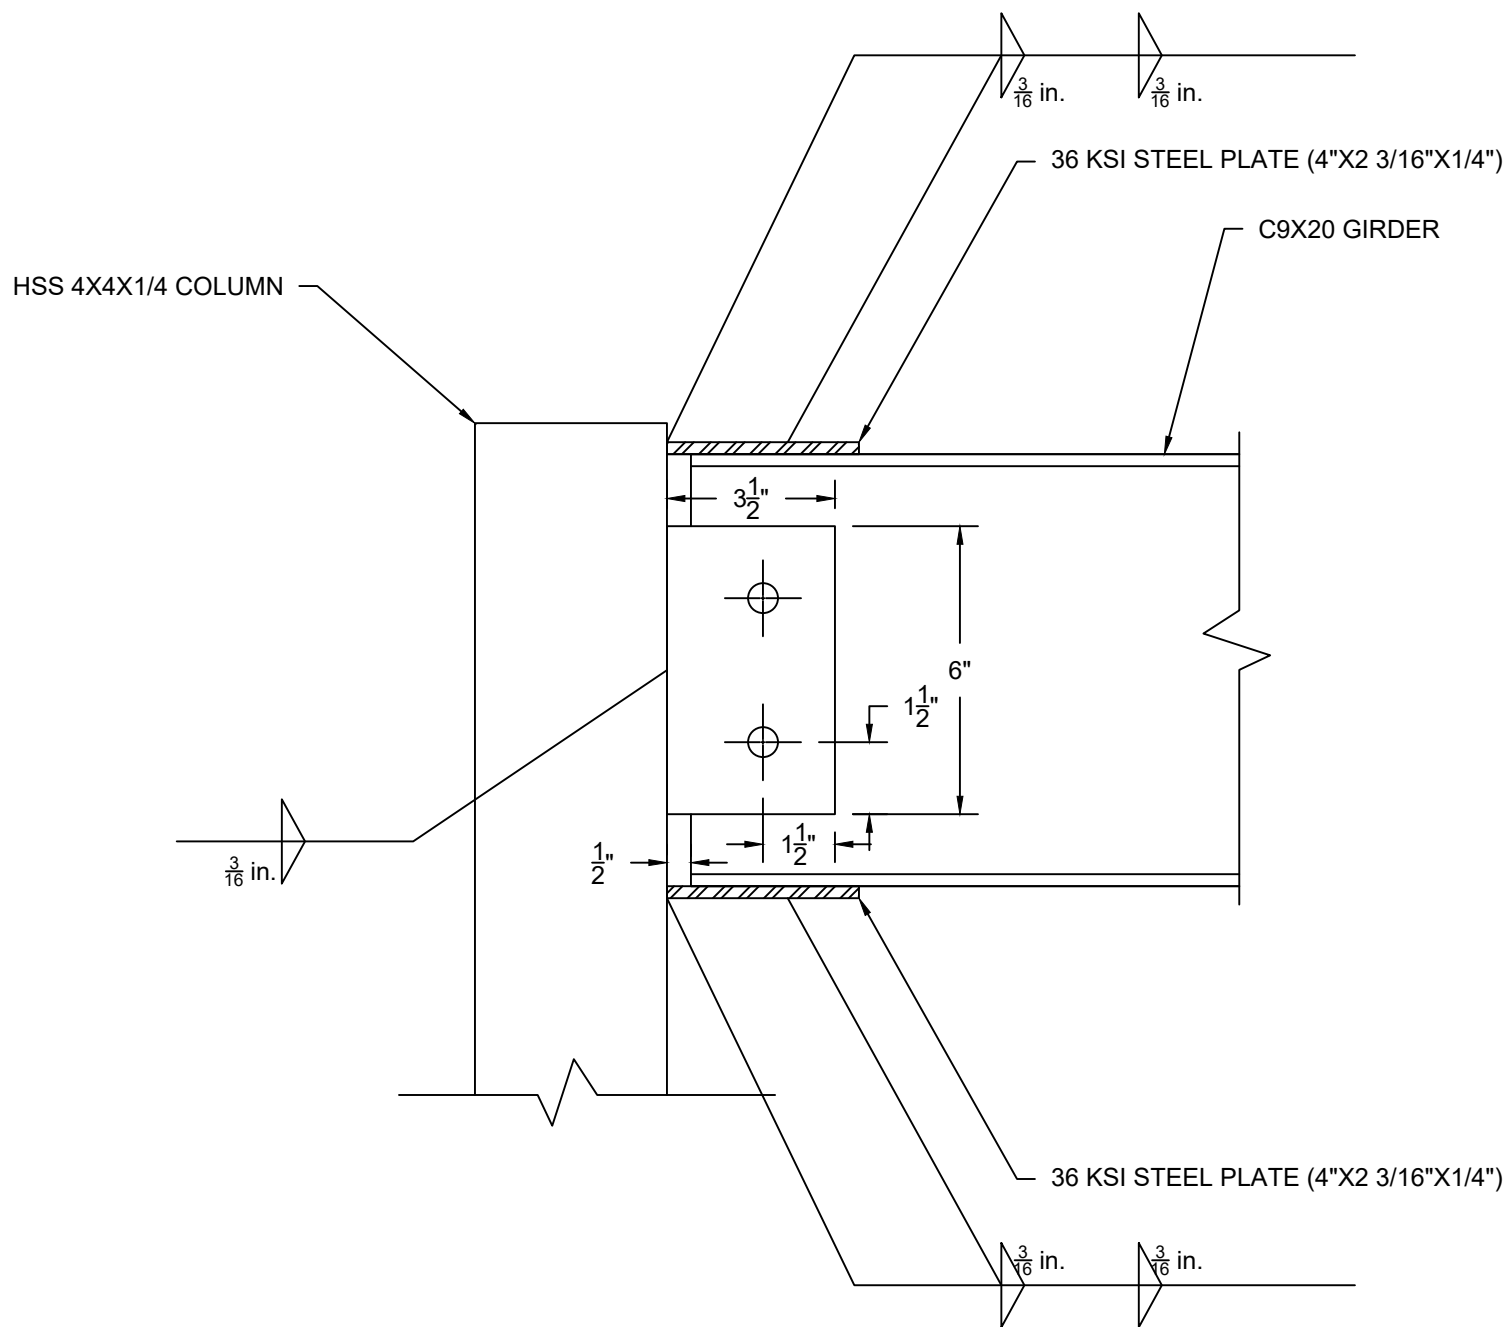 3/16 in. 3/16 in.
36 KSI STEEL PLATE (4"X2 3/16"X1/4")
C9X20 GIRDER
HSS 4X4X1/4 COLUMN
3 1/2"
6"
1 1/2"
1 1/2"
1/2"
3/16 in.
36 KSI STEEL PLATE (4"X2 3/16"X1/4")
3/16 in. 3/16 in.